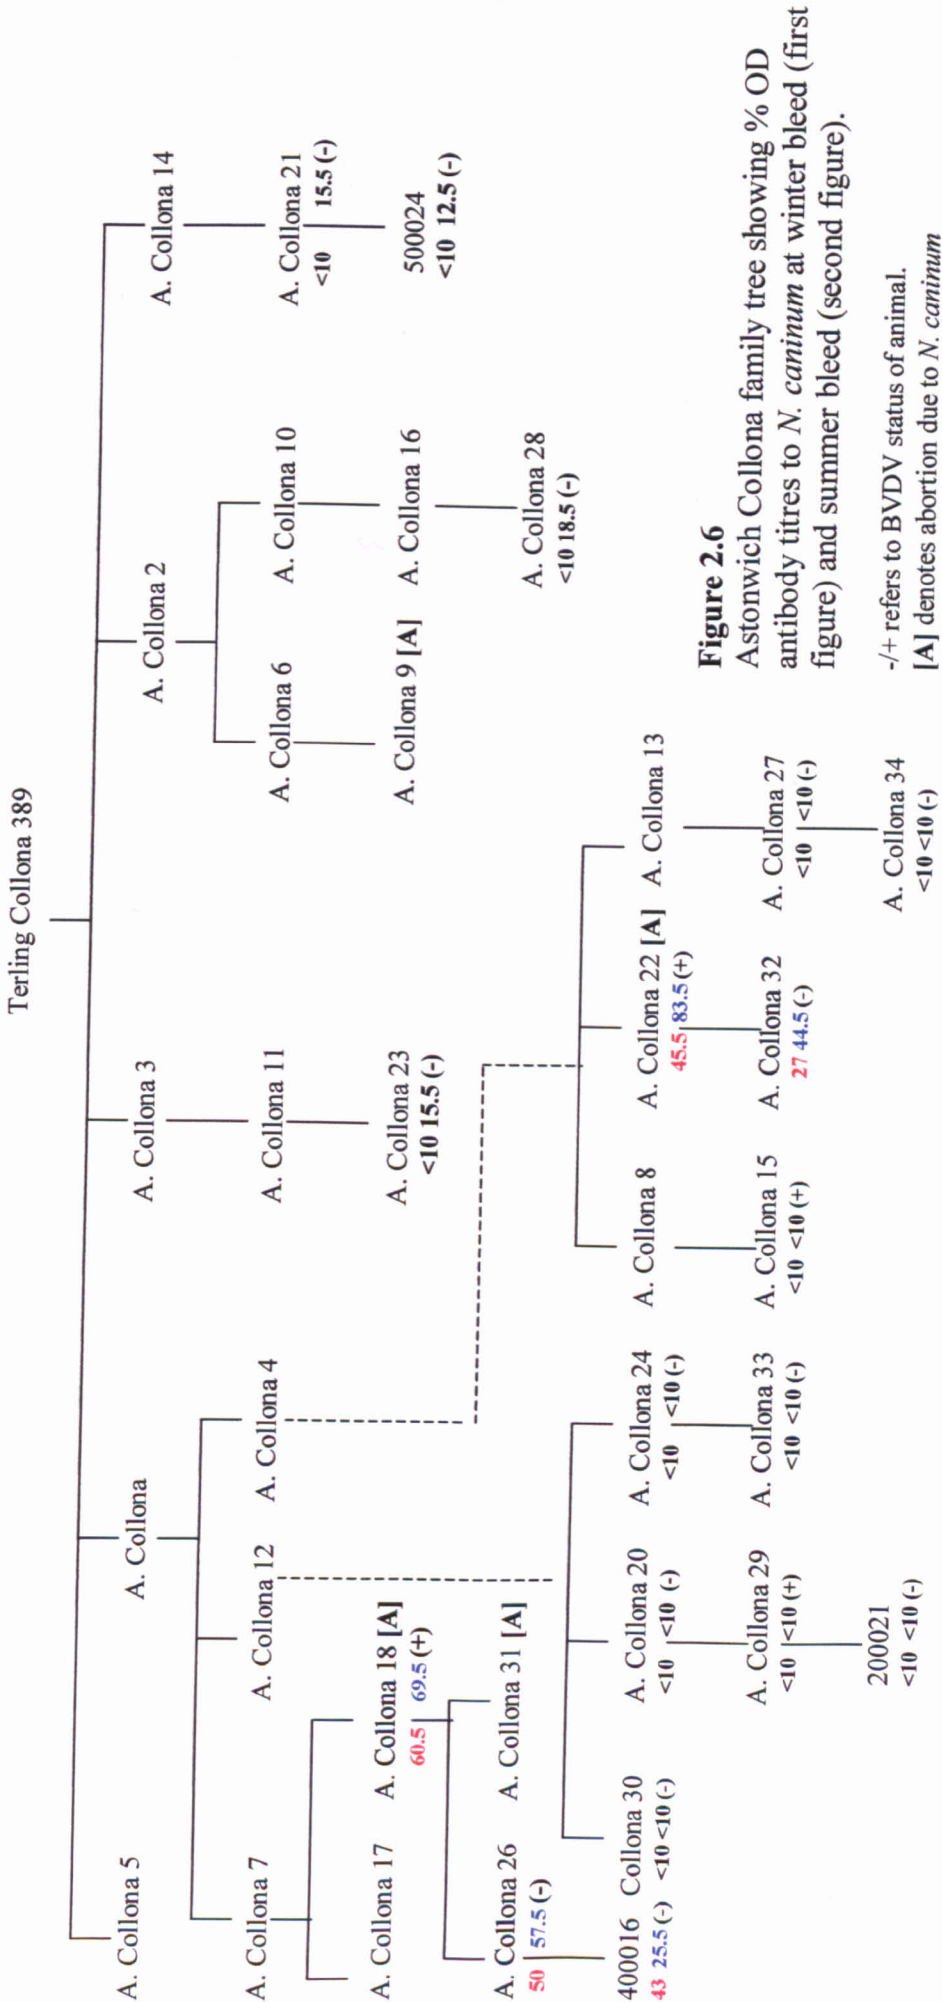 Terling Collona 389
A. Collona 5
A. Collona
A. Collona 3
A. Collona 2
A. Collona 14
A. Collona 7
A. Collona 12
A. Collona 4
A. Collona 11
A. Collona 6
A. Collona 10
A. Collona 21
<10 15.5 (-)
A. Collona 17
A. Collona 18 [A]
60.5 69.5 (+)
A. Collona 23
<10 15.5 (-)
A. Collona 9 [A]
A. Collona 16
500024
<10 12.5 (-)
A. Collona 26
50 57.5 (-)
A. Collona 31 [A]
A. Collona 28
<10 18.5 (-)
400016
43 25.5 (-)
Collona 30
<10 <10 (-)
A. Collona 20
<10 <10 (-)
A. Collona 24
<10 <10 (-)
A. Collona 8
A. Collona 22 [A]
45.5 83.5 (+)
A. Collona 13
A. Collona 29
<10 <10 (+)
A. Collona 33
<10 <10 (-)
A. Collona 15
<10 <10 (+)
A. Collona 32
27 44.5 (-)
A. Collona 27
<10 <10 (-)
200021
<10 <10 (-)
A. Collona 34
<10 <10 (-)
Figure 2.6
Astonwich Collona family tree showing % OD
antibody titres to N. caninum at winter bleed (first
figure) and summer bleed (second figure).
-/+ refers to BVDV status of animal.
[A] denotes abortion due to N. caninum